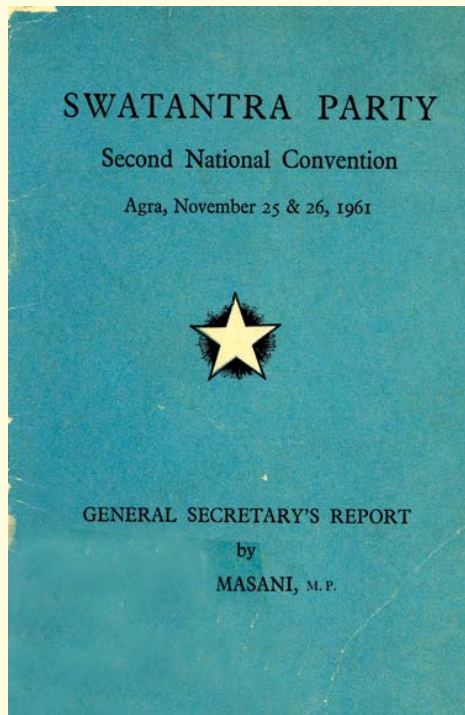 SWATANTRA PARTY
Second National Convention
Agra, November 25 & 26, 1961
GENERAL SECRETARY'S REPORT
by
MASANI, M. P.